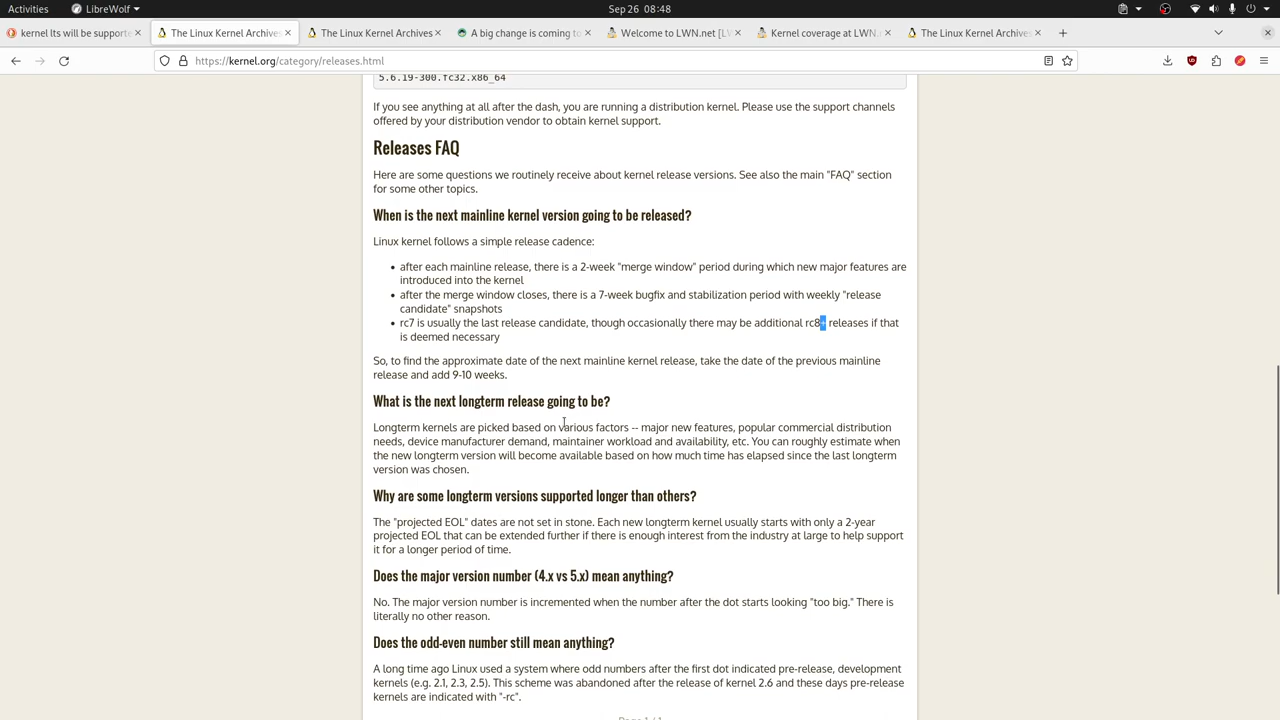 Activities LibreWolf Sep 26 08:48
kernel lts will be supporte The Linux Kernel Archives The Linux Kernel Archives A big change is coming to Welcome to LWN.net [LW Kernel coverage at LWN. The Linux Kernel Archives
https://kernel.org/category/releases.html
5.6.19-300.fc32.x86_64
If you see anything at all after the dash, you are running a distribution kernel. Please use the support channels
offered by your distribution vendor to obtain kernel support.
Releases FAQ
Here are some questions we routinely receive about kernel release versions. See also the main "FAQ" section
for some other topics.
When is the next mainline kernel version going to be released?
Linux kernel follows a simple release cadence:
• after each mainline release, there is a 2-week "merge window" period during which new major features are
introduced into the kernel
• after the merge window closes, there is a 7-week bugfix and stabilization period with weekly "release
candidate" snapshots
• rc7 is usually the last release candidate, though occasionally there may be additional rc8+ releases if that
is deemed necessary
So, to find the approximate date of the next mainline kernel release, take the date of the previous mainline
release and add 9-10 weeks.
What is the next longterm release going to be?
Longterm kernels are picked based on various factors -- major new features, popular commercial distribution
needs, device manufacturer demand, maintainer workload and availability, etc. You can roughly estimate when
the new longterm version will become available based on how much time has elapsed since the last longterm
version was chosen.
Why are some longterm versions supported longer than others?
The "projected EOL" dates are not set in stone. Each new longterm kernel usually starts with only a 2-year
projected EOL that can be extended further if there is enough interest from the industry at large to help support
it for a longer period of time.
Does the major version number (4.x vs 5.x) mean anything?
No. The major version number is incremented when the number after the dot starts looking "too big." There is
literally no other reason.
Does the odd-even number still mean anything?
A long time ago Linux used a system where odd numbers after the first dot indicated pre-release, development
kernels (e.g. 2.1, 2.3, 2.5). This scheme was abandoned after the release of kernel 2.6 and these days pre-release
kernels are indicated with "-rc".
Page 1 / 1